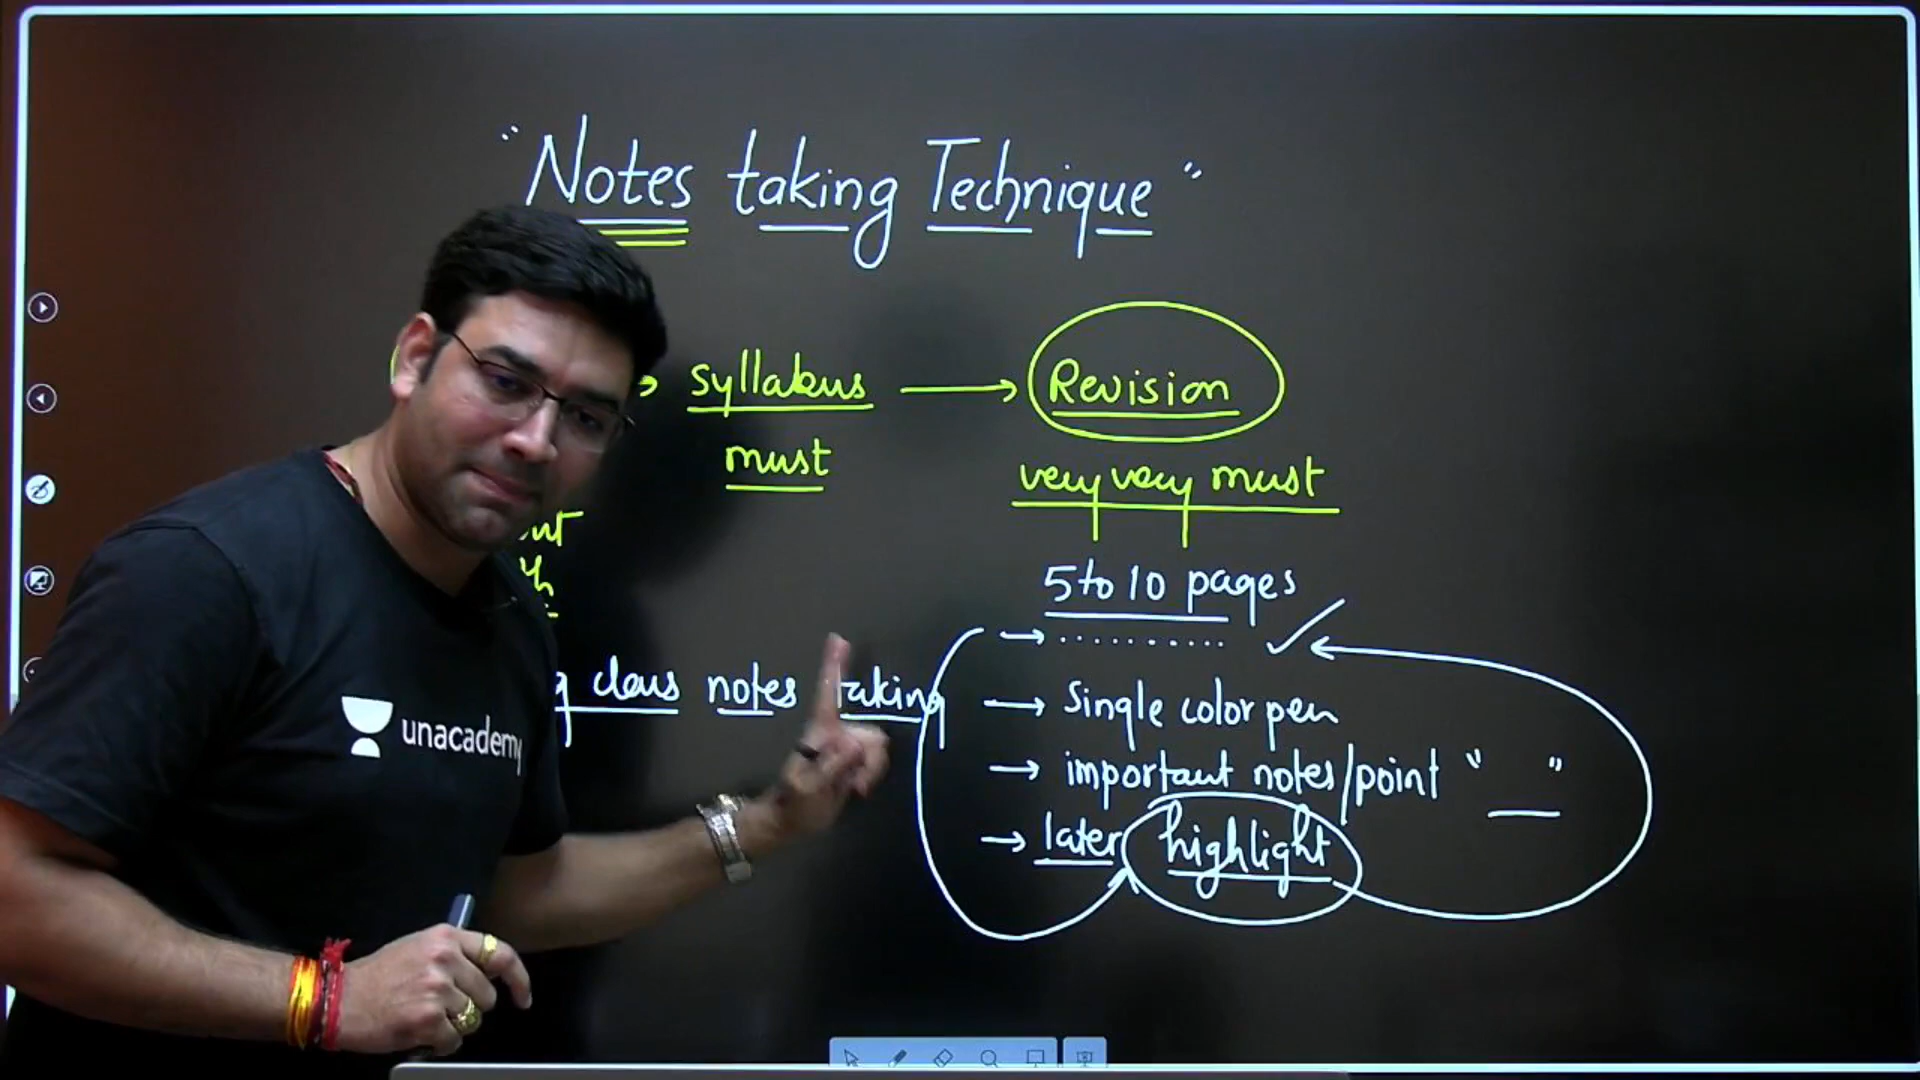 "Notes taking Technique"
syllabus → Revision
must
very very must
5 to 10 pages
→ ..........
class notes taking
→ Single color pen
→ important notes/point " __ "
→ later highlight
unacademy